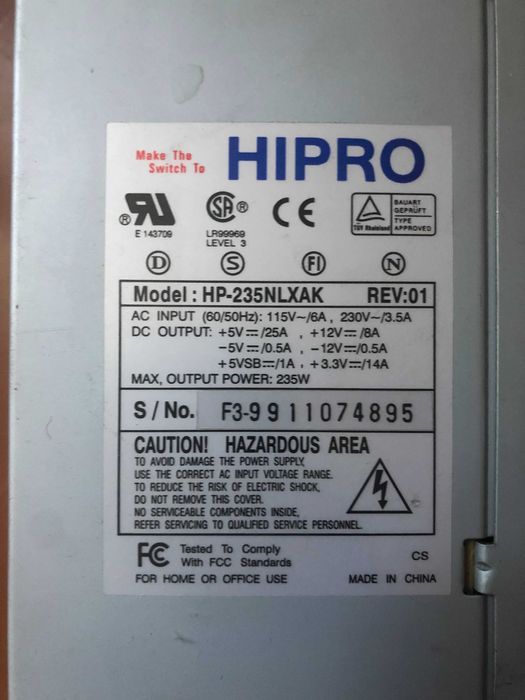 Make The
Switch To
HIPRO
® RU
SA ®
CE
TÜV Rheinland
BAUART
GEPRÜFT
TYPE
APPROVED
E 143709
LR99969
LEVEL 3
D S FI N
Model : HP-235NLXAK REV:01
AC INPUT (60/50Hz): 115V~/6A , 230V~/3.5A
DC OUTPUT: +5V⎓/25A , +12V⎓/8A
−5V⎓/0.5A , −12V⎓/0.5A
+5VSB⎓/1A , +3.3V⎓/14A
MAX, OUTPUT POWER: 235W
S / No. F3-9911074895
CAUTION! HAZARDOUS AREA
TO AVOID DAMAGE THE POWER SUPPLY,
USE THE CORRECT AC INPUT VOLTAGE RANGE.
TO REDUCE THE RISK OF ELECTRIC SHOCK,
DO NOT REMOVE THIS COVER.
NO SERVICEABLE COMPONENTS INSIDE,
REFER SERVICING TO QUALIFIED SERVICE PERSONNEL.
FC Tested To Comply
With FCC Standards
CS
FOR HOME OR OFFICE USE MADE IN CHINA